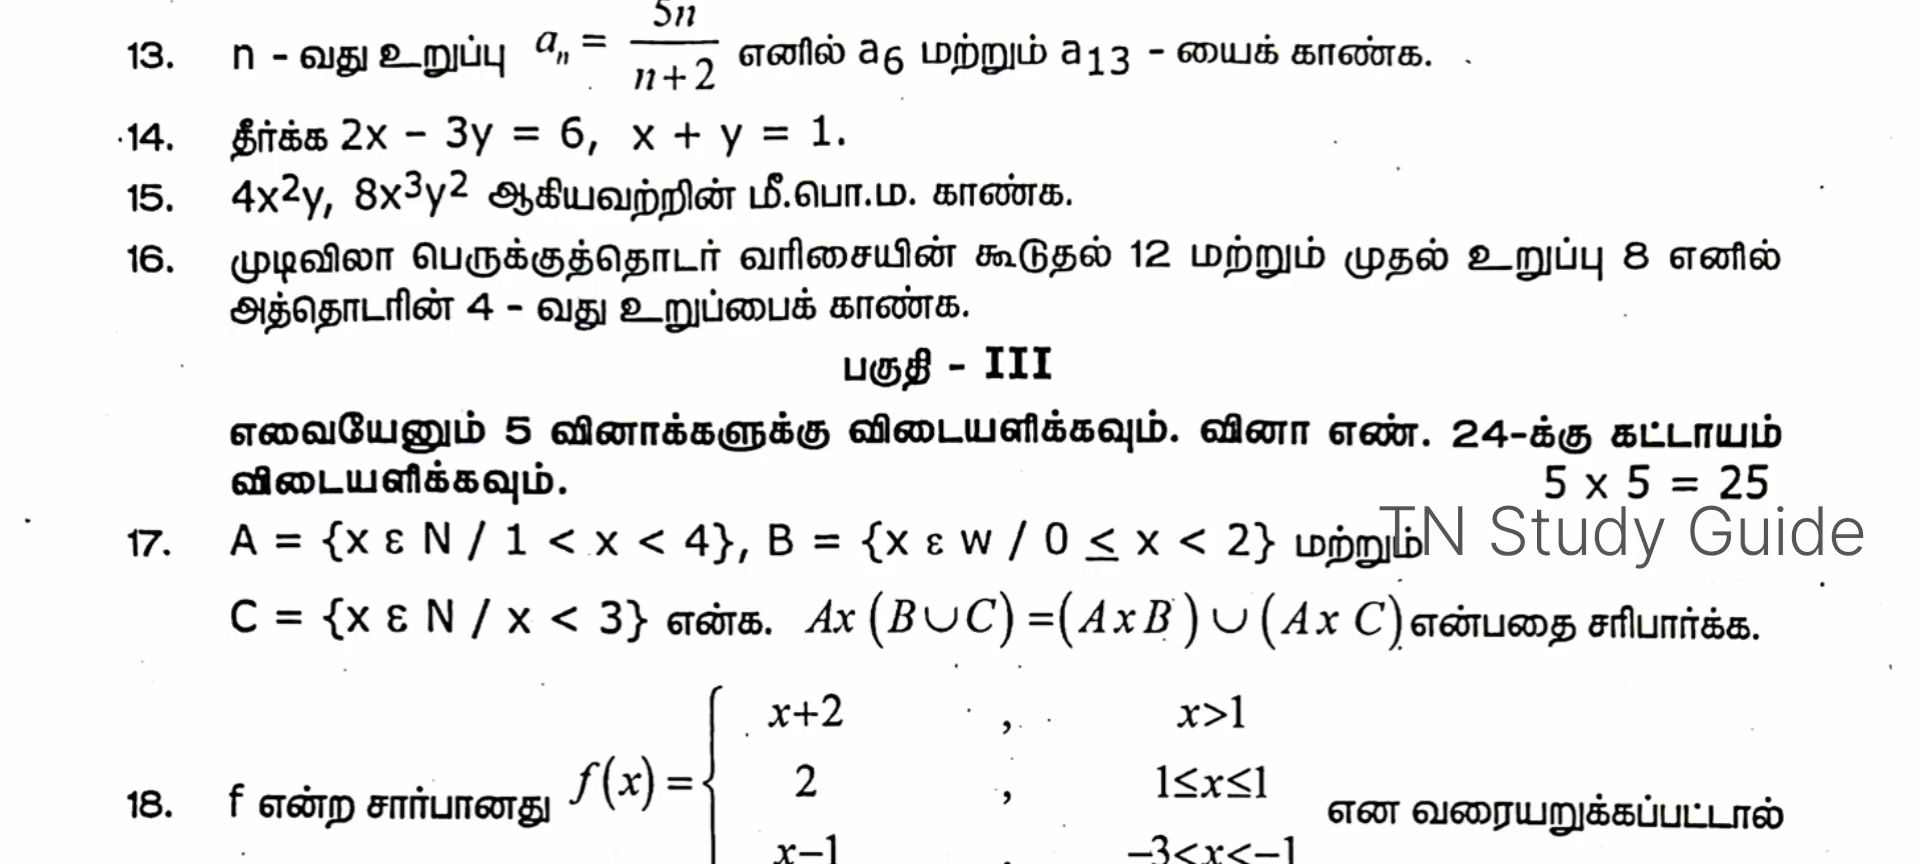 13. n - வது உறுப்பு aₙ = 5n / n+2 எனில் a₆ மற்றும் a₁₃ - யைக் காண்க.
14. தீர்க்க 2x – 3y = 6, x + y = 1.
15. 4x²y, 8x³y² ஆகியவற்றின் மீ.பொ.ம. காண்க.
16. முடிவிலா பெருக்குத்தொடர் வரிசையின் கூடுதல் 12 மற்றும் முதல் உறுப்பு 8 எனில்
அத்தொடரின் 4 - வது உறுப்பைக் காண்க.
பகுதி - III
எவையேனும் 5 வினாக்களுக்கு விடையளிக்கவும். வினா எண். 24-க்கு கட்டாயம்
விடையளிக்கவும். 5 x 5 = 25
17. A = {x ε N / 1 < x < 4}, B = {x ε w / 0 ≤ x < 2} மற்றும்
TN Study Guide
C = {x ε N / x < 3} என்க. Ax(B∪C) =(AxB)∪(Ax C) என்பதை சரிபார்க்க.
x+2 , x>1
18. f என்ற சார்பானது f(x) = 2 , 1≤x≤1 என வரையறுக்கப்பட்டால்
x–1 , –3<x<–1